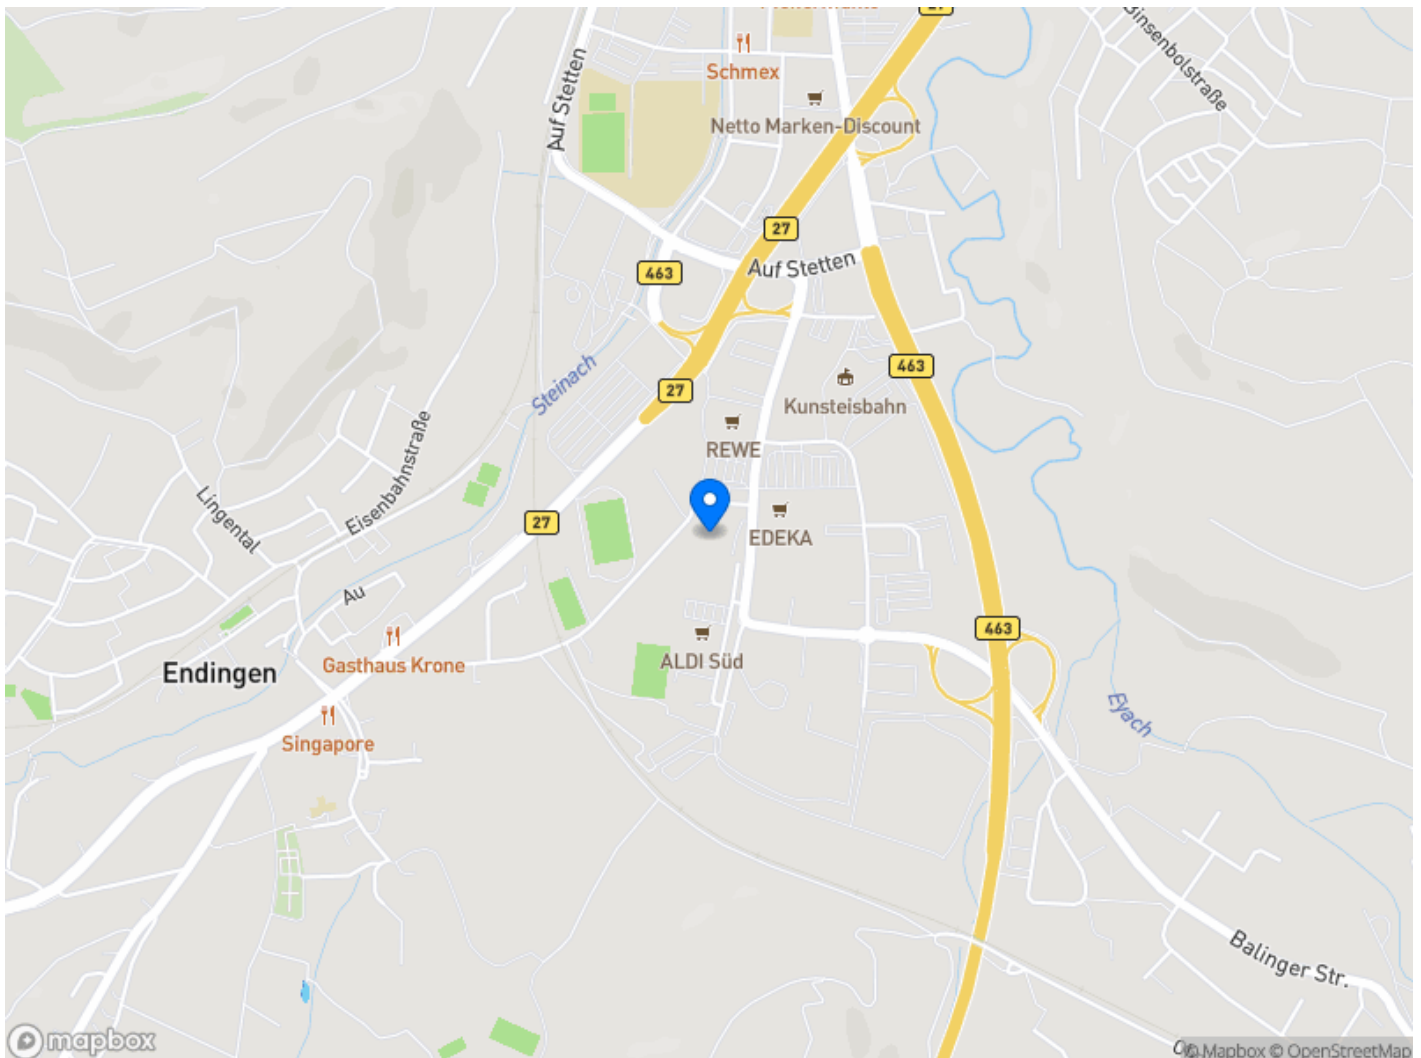 Schmex
Netto Marken-Discount
Binsenbolstraße
Auf Stetten
27
Auf Stetten
463
463
27
Steinach
Kunsteisbahn
REWE
Eisenbahnstraße
Lingental
27
EDEKA
Au
463
Gasthaus Krone
ALDI Süd
Endingen
Eyach
Singapore
Balinger Str.
mapbox
© Mapbox © OpenStreetMap